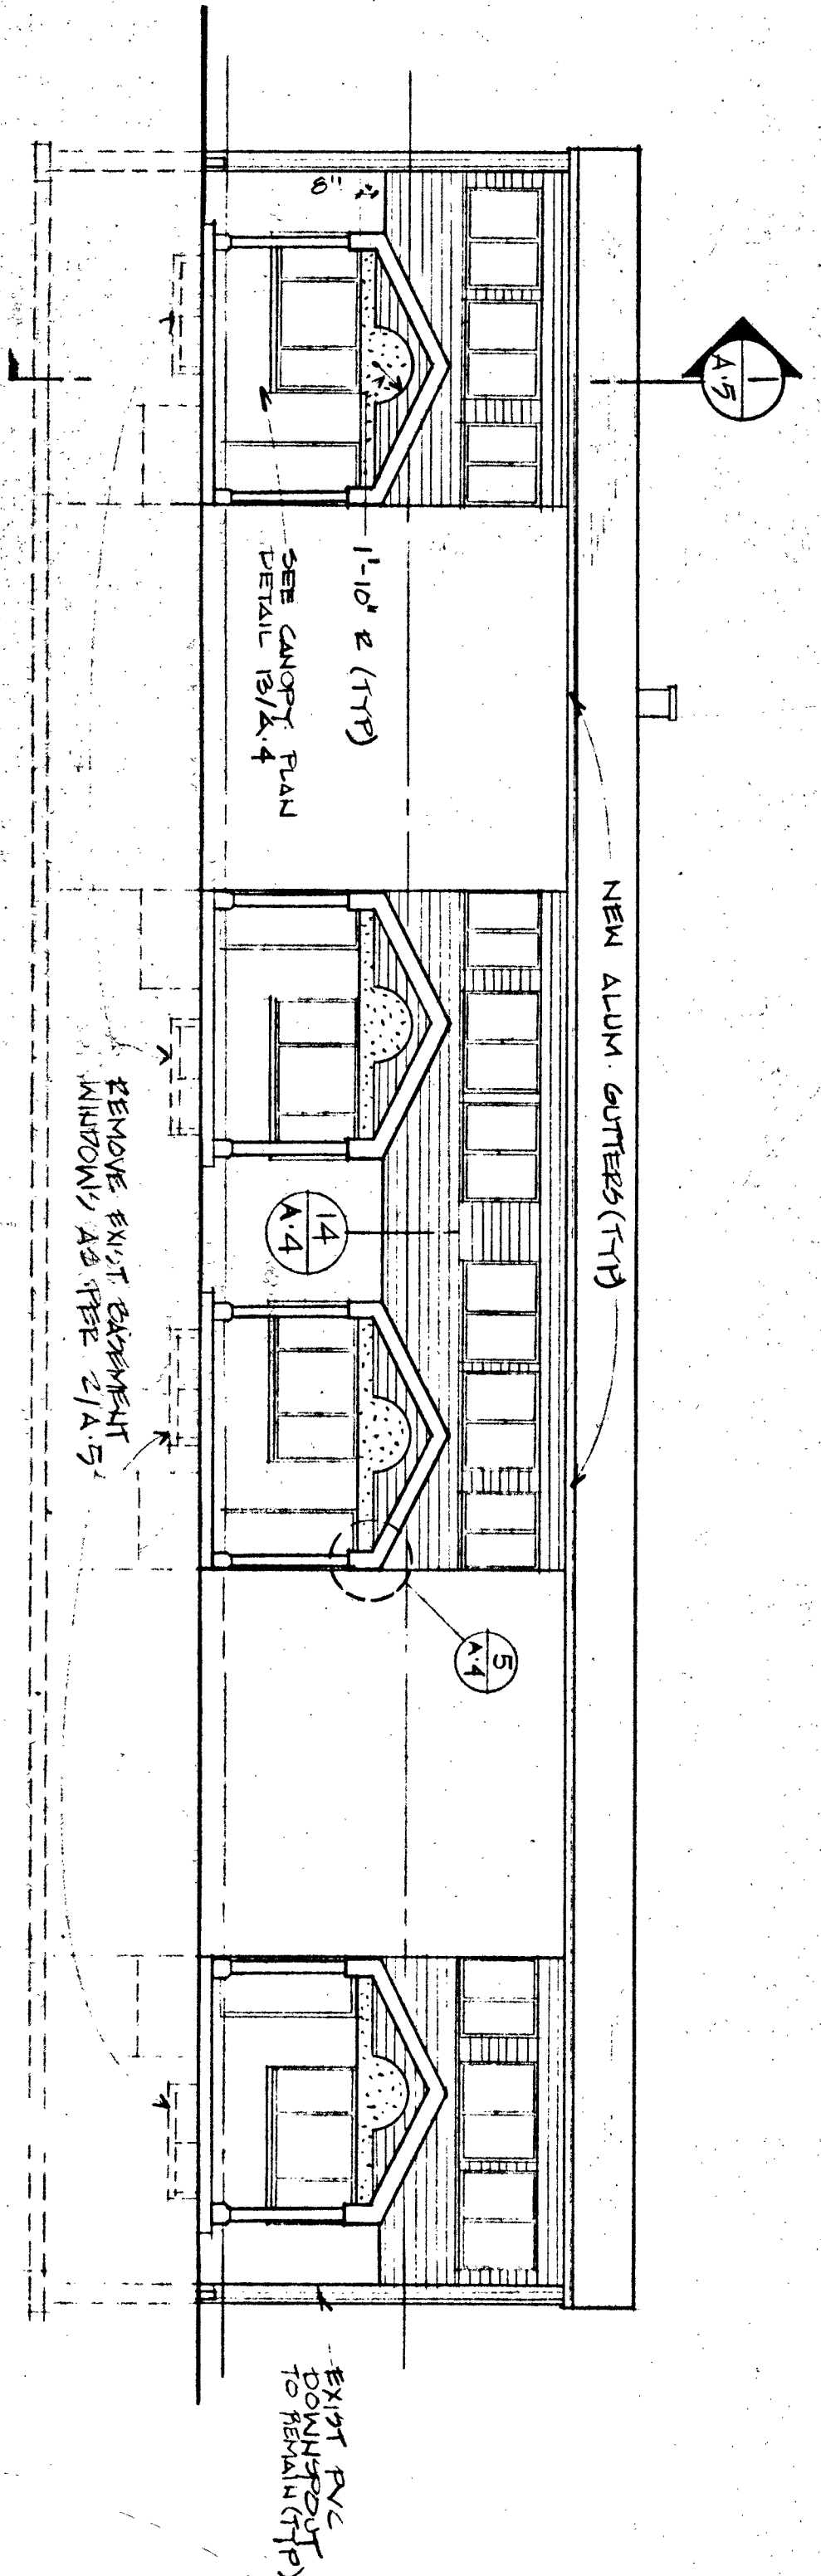 A·5
8"
1'-10" R (TYP)
SEE CANOPY PLAN
DETAIL 13/A.4
NEW ALUM. GUTTERS (TYP)
14
A·4
REMOVE EXIST BASEMENT
WINDOWS AS PER 2/A·5
5
A·4
EXIST PVC
DOWNSPOUT
TO REMAIN (TYP)